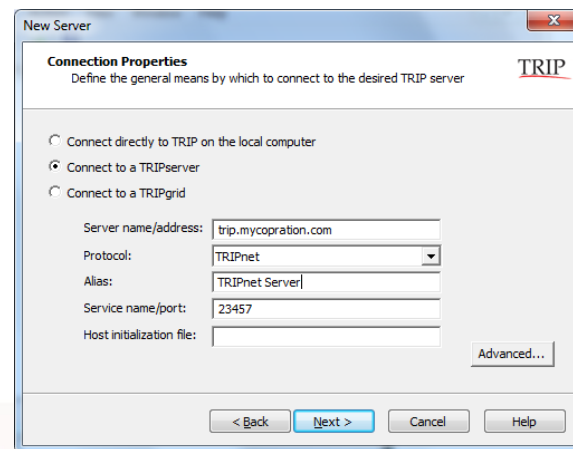 New Server
Connection Properties
Define the general means by which to connect to the desired TRIP server
TRIP
Connect directly to TRIP on the local computer
Connect to a TRIPserver
Connect to a TRIPgrid
Server name/address: trip.mycopration.com
Protocol: TRIPnet
Alias: TRIPnet Server
Service name/port: 23457
Host initialization file:
Advanced...
< Back Next > Cancel Help